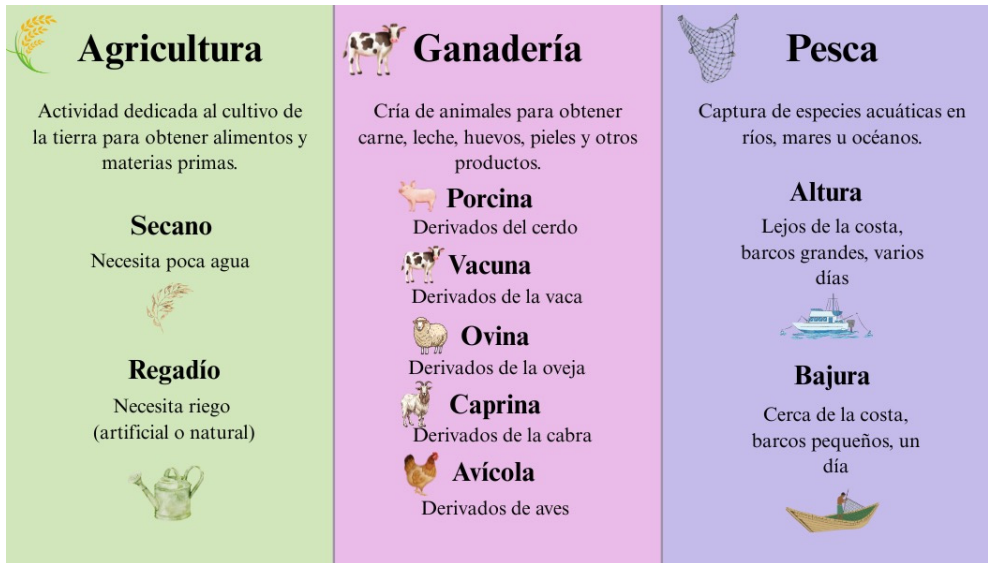 Agricultura
Actividad dedicada al cultivo de
la tierra para obtener alimentos y
materias primas.
Secano
Necesita poca agua
Regadío
Necesita riego
(artificial o natural)
Ganadería
Cría de animales para obtener
carne, leche, huevos, pieles y otros
productos.
Porcina
Derivados del cerdo
Vacuna
Derivados de la vaca
Ovina
Derivados de la oveja
Caprina
Derivados de la cabra
Avícola
Derivados de aves
Pesca
Captura de especies acuáticas en
ríos, mares u océanos.
Altura
Lejos de la costa,
barcos grandes, varios
días
Bajura
Cerca de la costa,
barcos pequeños, un
día